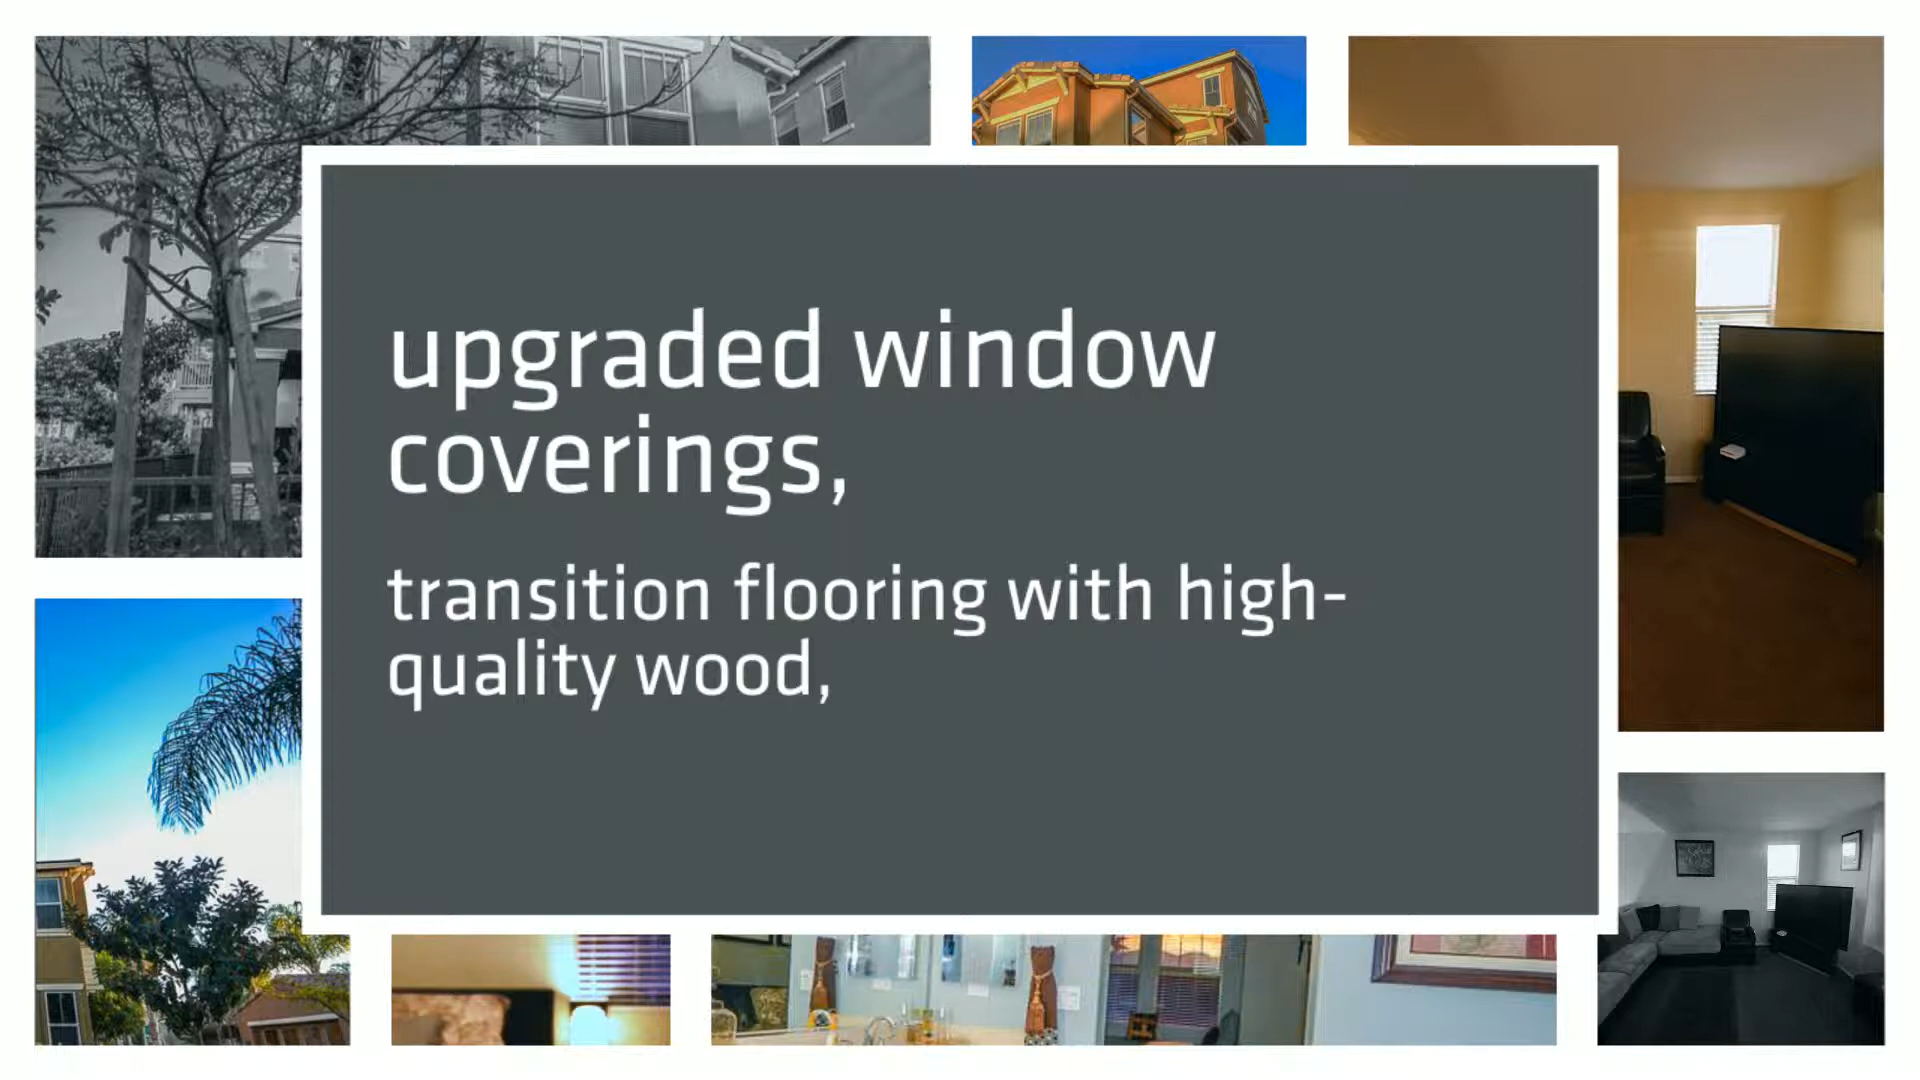 upgraded window
coverings,
transition flooring with high-
quality wood,